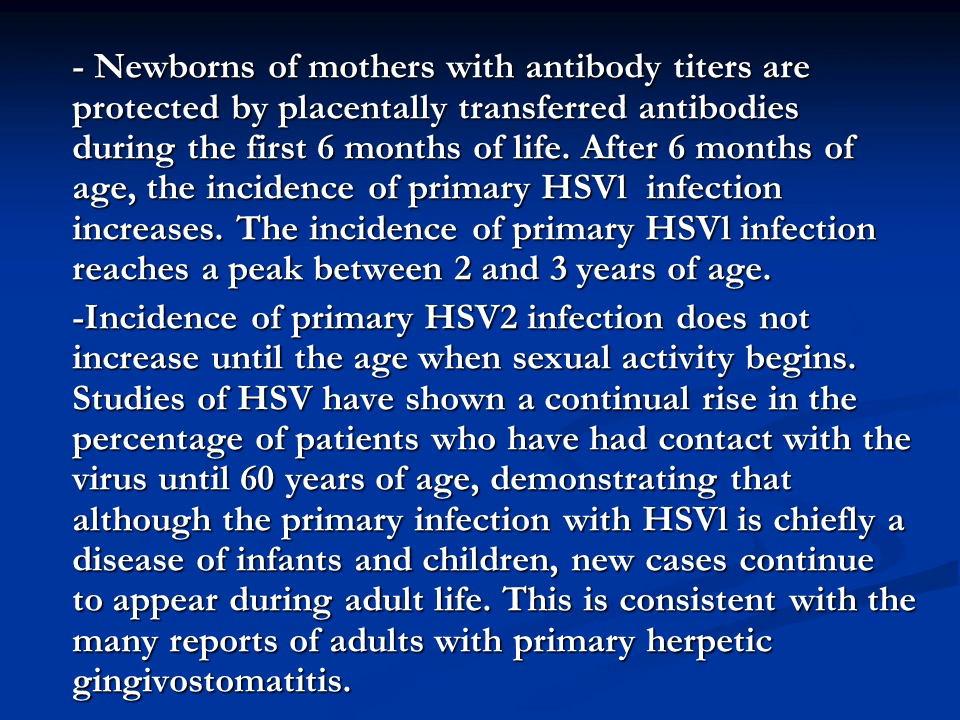 - Newborns of mothers with antibody titers are
protected by placentally transferred antibodies
during the first 6 months of life. After 6 months of
age, the incidence of primary HSVl  infection
increases. The incidence of primary HSVl infection
reaches a peak between 2 and 3 years of age.
-Incidence of primary HSV2 infection does not
increase until the age when sexual activity begins.
Studies of HSV have shown a continual rise in the
percentage of patients who have had contact with the
virus until 60 years of age, demonstrating that
although the primary infection with HSVl is chiefly a
disease of infants and children, new cases continue
to appear during adult life. This is consistent with the
many reports of adults with primary herpetic
gingivostomatitis.